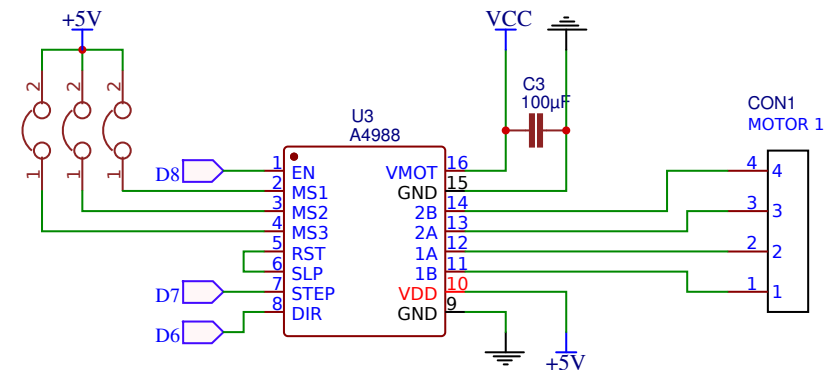 +5V
VCC
2
2
2
C3
100µF
CON1
MOTOR 1
U3
A4988
1
1
1
D8
1
EN
VMOT
16
2
MS1
GND
15
3
MS2
2B
14
4
MS3
2A
13
5
RST
1A
12
6
SLP
1B
11
D7
7
STEP
VDD
10
D6
8
DIR
GND
9
4
4
3
3
2
2
1
1
+5V